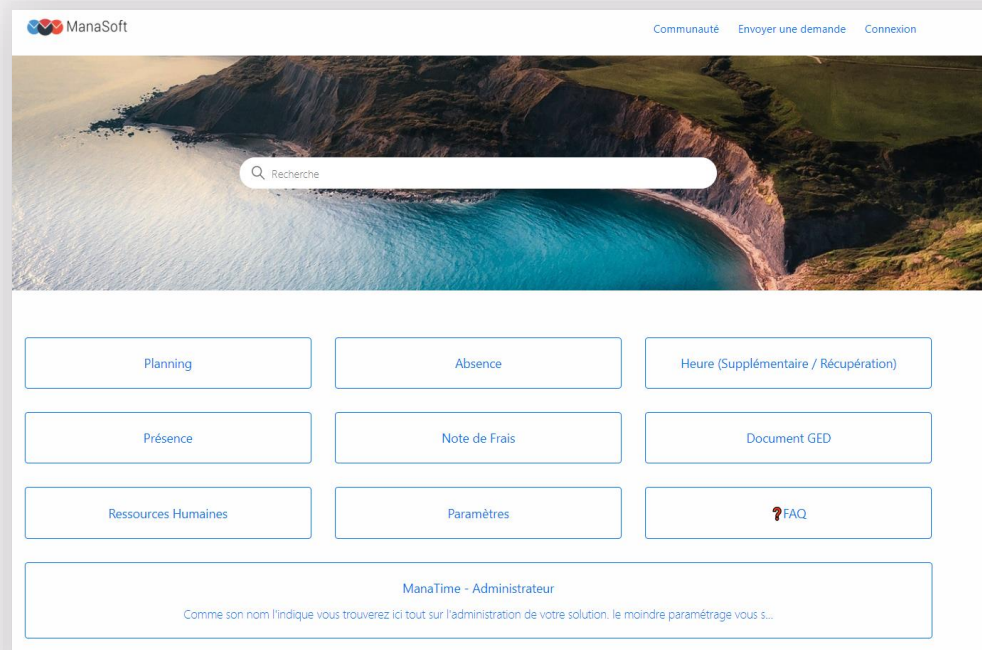 ManaSoft
Communauté Envoyer une demande Connexion
Recherche
Planning
Absence
Heure (Supplémentaire / Récupération)
Présence
Note de Frais
Document GED
Ressources Humaines
Paramètres
❓FAQ
ManaTime - Administrateur
Comme son nom l'indique vous trouverez ici tout sur l'administration de votre solution. le moindre paramétrage vous s...